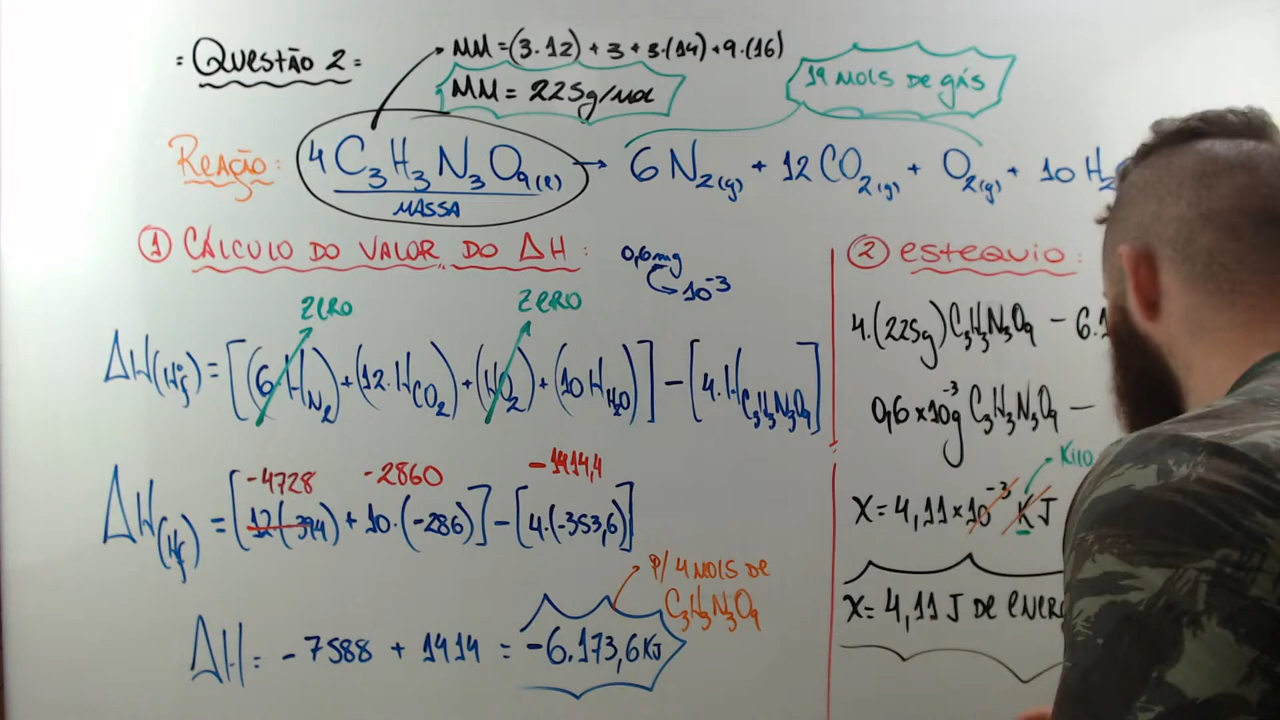 = Questão 2 =
MM = (3.12) + 3 + 3.(14) + 9.(16)
MM = 225g/mol
19 mols de gás
Reação: 4 C₃H₃N₃O₉(l) → 6 N₂(g) + 12 CO₂(g) + O₂(g) + 10 H₂
MASSA
① CÁLCULO DO VALOR DO ΔH:
0,6mg
10⁻³
ZERO
ZERO
ΔH(Hf) = [(6 H N₂) + (12.H CO₂) + (H O₂) + (10 H H₂O)] - [4.H C₃H₃N₃O₉]
-4728 -2860 -1414,4
ΔH(Hf) = [12(-394) + 10.(-286)] - [4.(-353,6)]
P/ 4 MOLS DE
C₃H₃N₃O₉
ΔH = -7588 + 1414 = -6.173,6 KJ
② estequio:
4.(225g) C₃H₃N₃O₉ - 6.1
0,6 x 10⁻³g C₃H₃N₃O₉ -
Kilo
X = 4,11 x 10⁻³ KJ
X = 4,11 J DE ENER